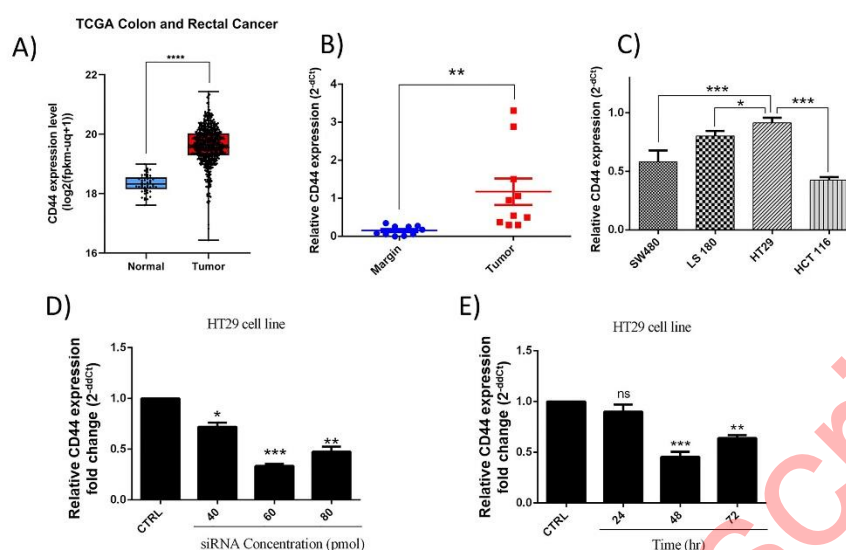 TCGA Colon and Rectal Cancer
A)
****
CD44 expression level
(log2(fpkm-uq+1))
22
20
18
16
Normal
Tumor
B)
**
Relative CD44 expression (2⁻ᵈᶜᵗ)
4
3
2
1
0
Margin
Tumor
C)
***
*
***
Relative CD44 expression (2⁻ᵈᶜᵗ)
1.0
0.5
0.0
SW480
LS 180
HT29
HCT 116
D)
HT29 cell line
Relative CD44 expression
fold change (2⁻ᵈᵈᶜᵗ)
1.5
1.0
0.5
0.0
*
***
**
CTRL
40
60
80
siRNA Concentration (pmol)
E)
HT29 cell line
Relative CD44 expression
fold change (2⁻ᵈᵈᶜᵗ)
1.5
1.0
0.5
0.0
ns
***
**
CTRL
24
48
72
Time (hr)